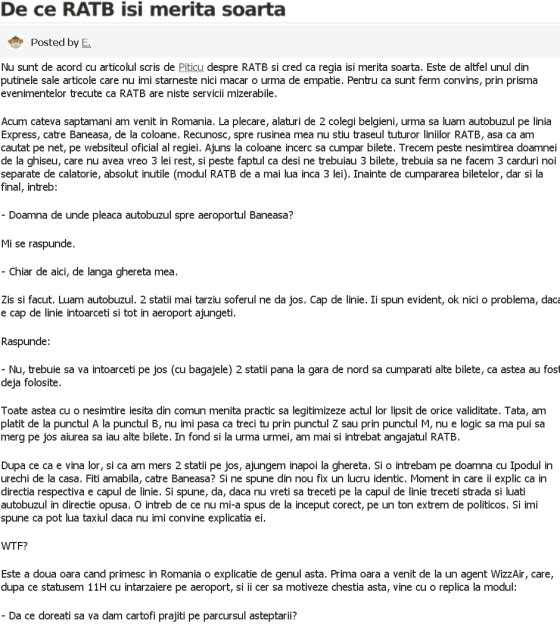 De ce RATB isi merita soarta
Posted by E.
Nu sunt de acord cu articolul scris de Piticu despre RATB si cred ca regia isi merita soarta. Este de altfel unul din
putinele sale articole care nu imi starneste nici macar o urma de empatie. Pentru ca sunt ferm convins, prin prisma
evenimentelor trecute ca RATB are niste servicii mizerabile.
Acum cateva saptamani am venit in Romania. La plecare, alaturi de 2 colegi belgieni, urma sa luam autobuzul pe linia
Express, catre Baneasa, de la coloane. Recunosc, spre rusinea mea nu stiu traseul tuturor liniilor RATB, asa ca am
cautat pe net, pe websiteul oficial al regiei. Ajuns la coloane incerc sa cumpar bilete. Trecem peste nesimtirea doamnei
de la ghiseu, care nu avea vreo 3 lei rest, si peste faptul ca desi ne trebuiau 3 bilete, trebuia sa ne facem 3 carduri noi
separate de calatorie, absolut inutile (modul RATB de a mai lua inca 3 lei). Inainte de cumpararea biletelor, dar si la
final, intreb:
- Doamna de unde pleaca autobuzul spre aeroportul Baneasa?
Mi se raspunde.
- Chiar de aici, de langa ghereta mea.
Zis si facut. Luam autobuzul. 2 statii mai tarziu soferul ne da jos. Cap de linie. Ii spun evident, ok nici o problema, daca
e cap de linie intoarceti si tot in aeroport ajungeti.
Raspunde:
- Nu, trebuie sa va intoarceti pe jos (cu bagajele) 2 statii pana la gara de nord sa cumparati alte bilete, ca astea au fost
deja folosite.
Toate astea cu o nesimtire iesita din comun menita practic sa legitimizeze actul lor lipsit de orice validitate. Tata, am
platit de la punctul A la punctul B, nu imi pasa ca treci tu prin punctul Z sau prin punctul M, nu e logic sa ma pui sa
merg pe jos aiurea sa iau alte bilete. In fond si la urma urmei, am mai si intrebat angajatul RATB.
Dupa ce ca e vina lor, si ca am mers 2 statii pe jos, ajungem inapoi la ghereta. Si o intrebam pe doamna cu Ipodul in
urechi de la casa. Fiti amabila, catre Baneasa? Si ne spune din nou fix un lucru identic. Moment in care ii explic ca in
directia respectiva e capul de linie. Si spune, da, daca nu vreti sa treceti pe la capul de linie treceti strada si luati
autobuzul in directie opusa. O intreb de ce nu mi-a spus de la inceput corect, pe un ton extrem de politicos. Si imi
spune ca pot lua taxiul daca nu imi convine explicatia ei.
WTF?
Este a doua oara cand primesc in Romania o explicatie de genul asta. Prima oara a venit de la un agent WizzAir, care,
dupa ce statusem 11H cu intarzaiere pe aeroport, si ii cer sa motiveze chestia asta, vine cu o replica la modul:
- Da ce doreati sa va dam cartofi prajiti pe parcursul asteptarii?